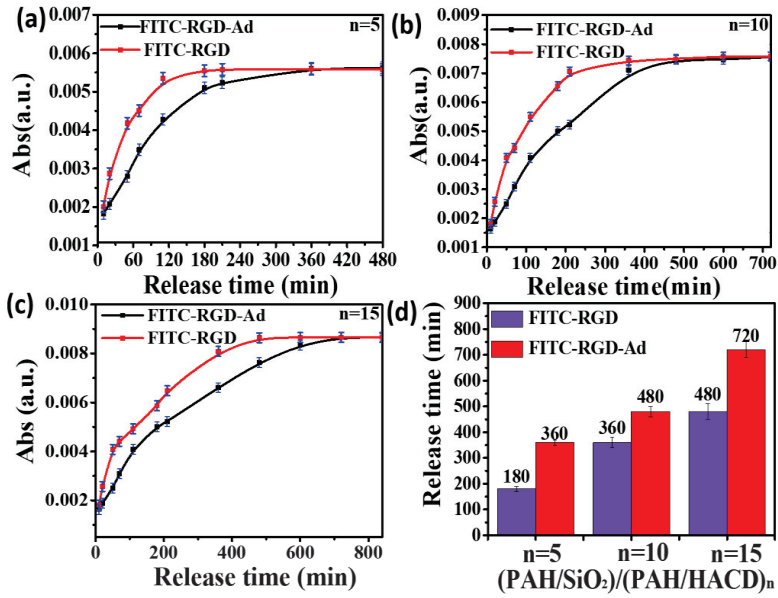 (a)
FITC-RGD-Ad
n=5
FITC-RGD
Abs(a.u.)
0.007
0.006
0.005
0.004
0.003
0.002
0.001
0 60 120 180 240 300 360 420 480
Release time (min)
(b)
FITC-RGD-Ad
n=10
FITC-RGD
Abs(a.u.)
0.009
0.008
0.007
0.006
0.005
0.004
0.003
0.002
0.001
0 100 200 300 400 500 600 700
Release time(min)
(c)
FITC-RGD-Ad
n=15
FITC-RGD
Abs (a.u.)
0.010
0.008
0.006
0.004
0.002
0 200 400 600 800
Release time (min)
(d)
FITC-RGD
FITC-RGD-Ad
Release time (min)
900
800
700
600
500
400
300
200
100
0
180 360 360 480 480 720
n=5 n=10 n=15
(PAH/SiO₂)/(PAH/HACD)ₙ